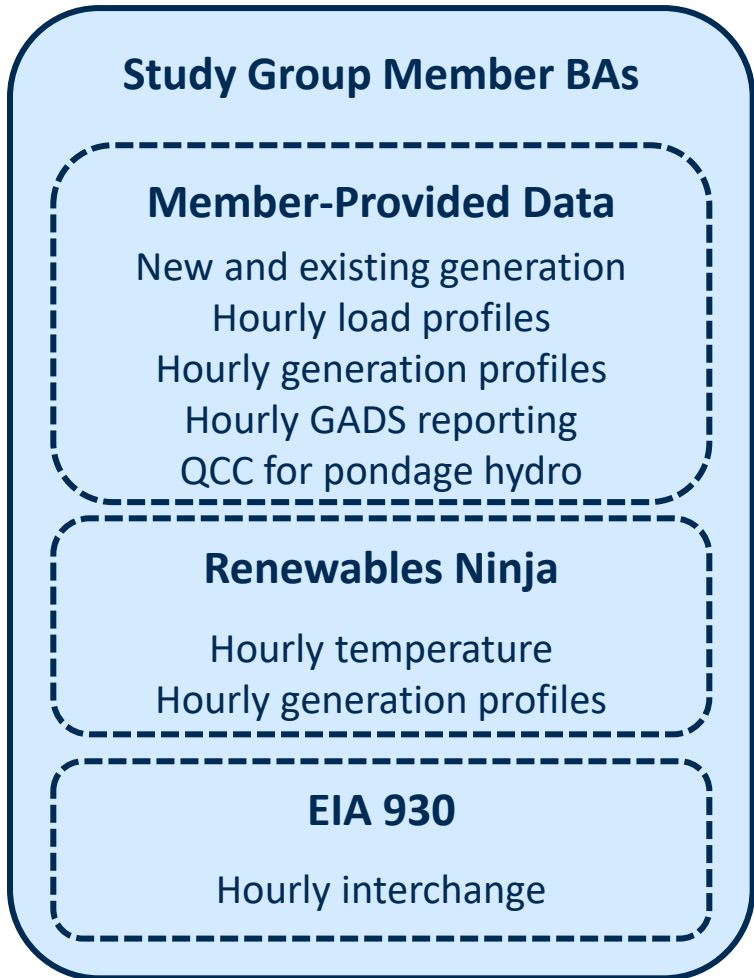 Study Group Member BAs
Member-Provided Data
New and existing generation
Hourly load profiles
Hourly generation profiles
Hourly GADS reporting
QCC for pondage hydro
Renewables Ninja
Hourly temperature
Hourly generation profiles
EIA 930
Hourly interchange